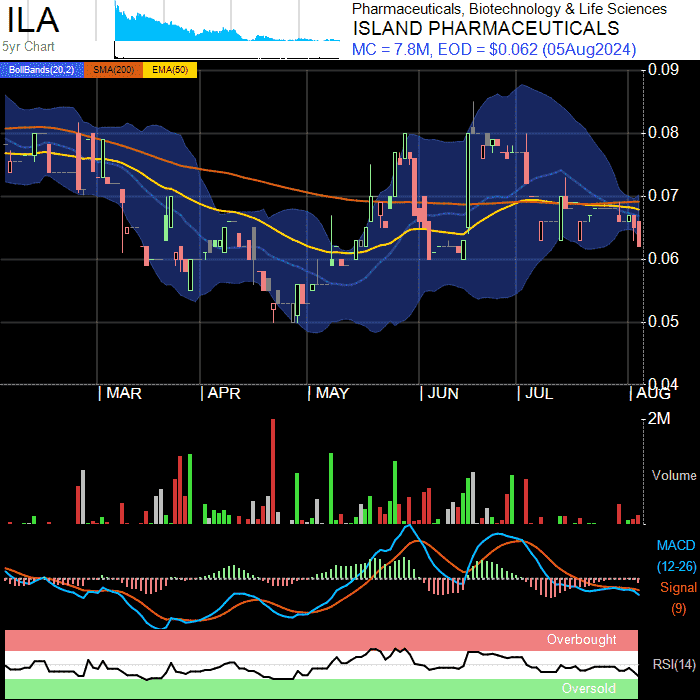 ILA
5yr Chart
Pharmaceuticals, Biotechnology & Life Sciences
ISLAND PHARMACEUTICALS
MC = 7.8M, EOD = $0.062 (05Aug2024)
BollBands(20,2) SMA(200) EMA(50)
0.09
0.08
0.07
0.06
0.05
0.04
MAR APR MAY JUN JUL AUG
2M
Volume
MACD
(12-26)
Signal
(9)
Overbought
RSI(14)
Oversold